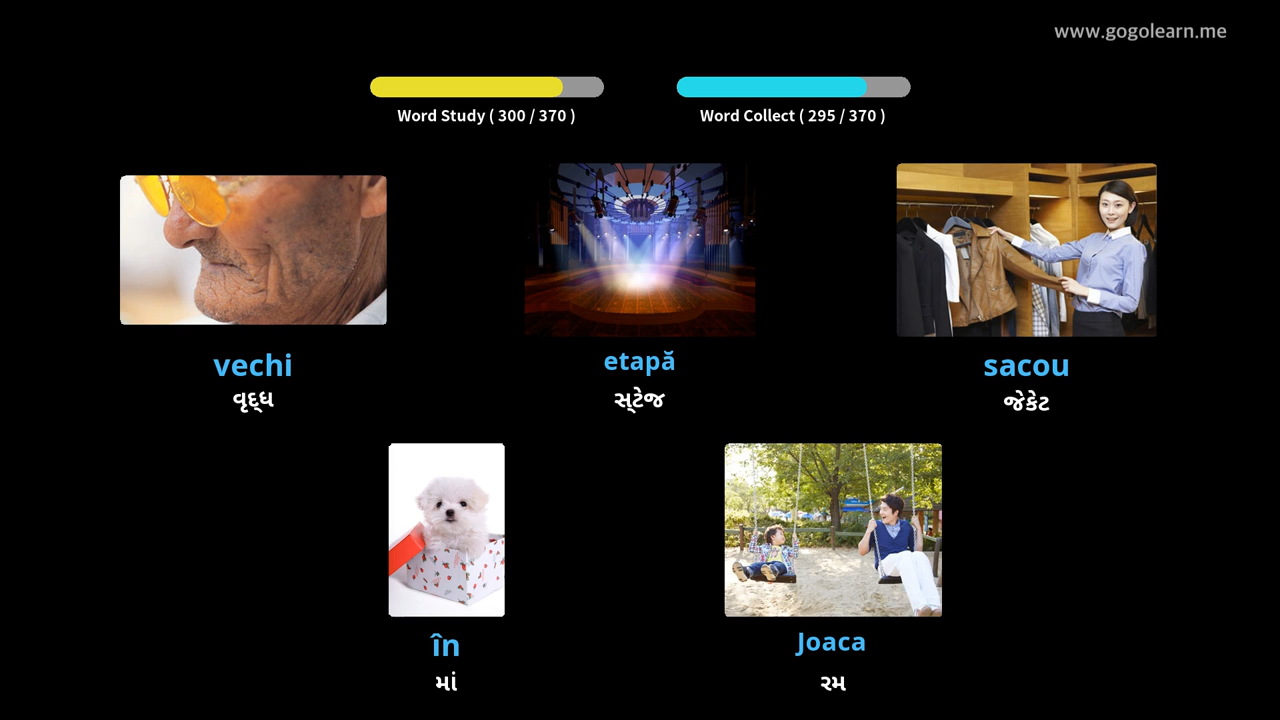 www.gogolearn.me
Word Study ( 300 / 370 )
Word Collect ( 295 / 370 )
vechi
વૃદ્ધ
etapă
સ્ટેજ
sacou
જેકેટ
în
માં
Joaca
રમ